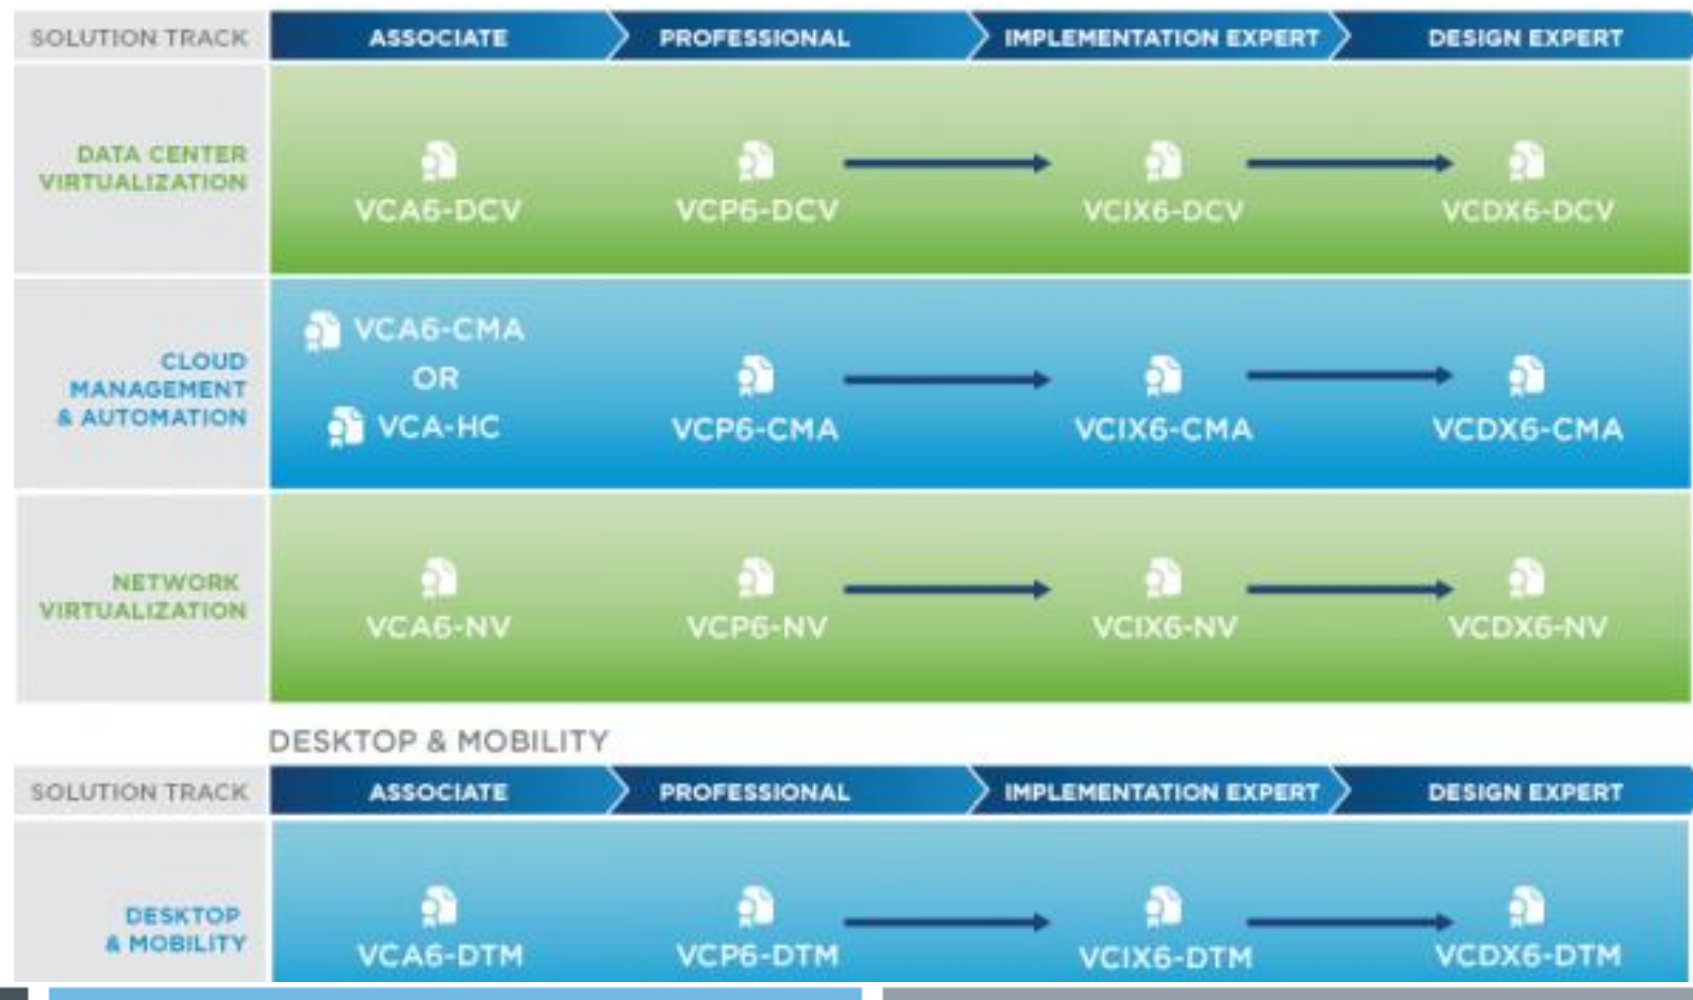 SOLUTION TRACK ASSOCIATE PROFESSIONAL IMPLEMENTATION EXPERT DESIGN EXPERT
DATA CENTER
VIRTUALIZATION
VCA6-DCV VCP6-DCV VCIX6-DCV VCDX6-DCV
CLOUD
MANAGEMENT
& AUTOMATION
VCA6-CMA
OR
VCA-HC
VCP6-CMA VCIX6-CMA VCDX6-CMA
NETWORK
VIRTUALIZATION
VCA6-NV VCP6-NV VCIX6-NV VCDX6-NV
DESKTOP & MOBILITY
SOLUTION TRACK ASSOCIATE PROFESSIONAL IMPLEMENTATION EXPERT DESIGN EXPERT
DESKTOP
& MOBILITY
VCA6-DTM VCP6-DTM VCIX6-DTM VCDX6-DTM